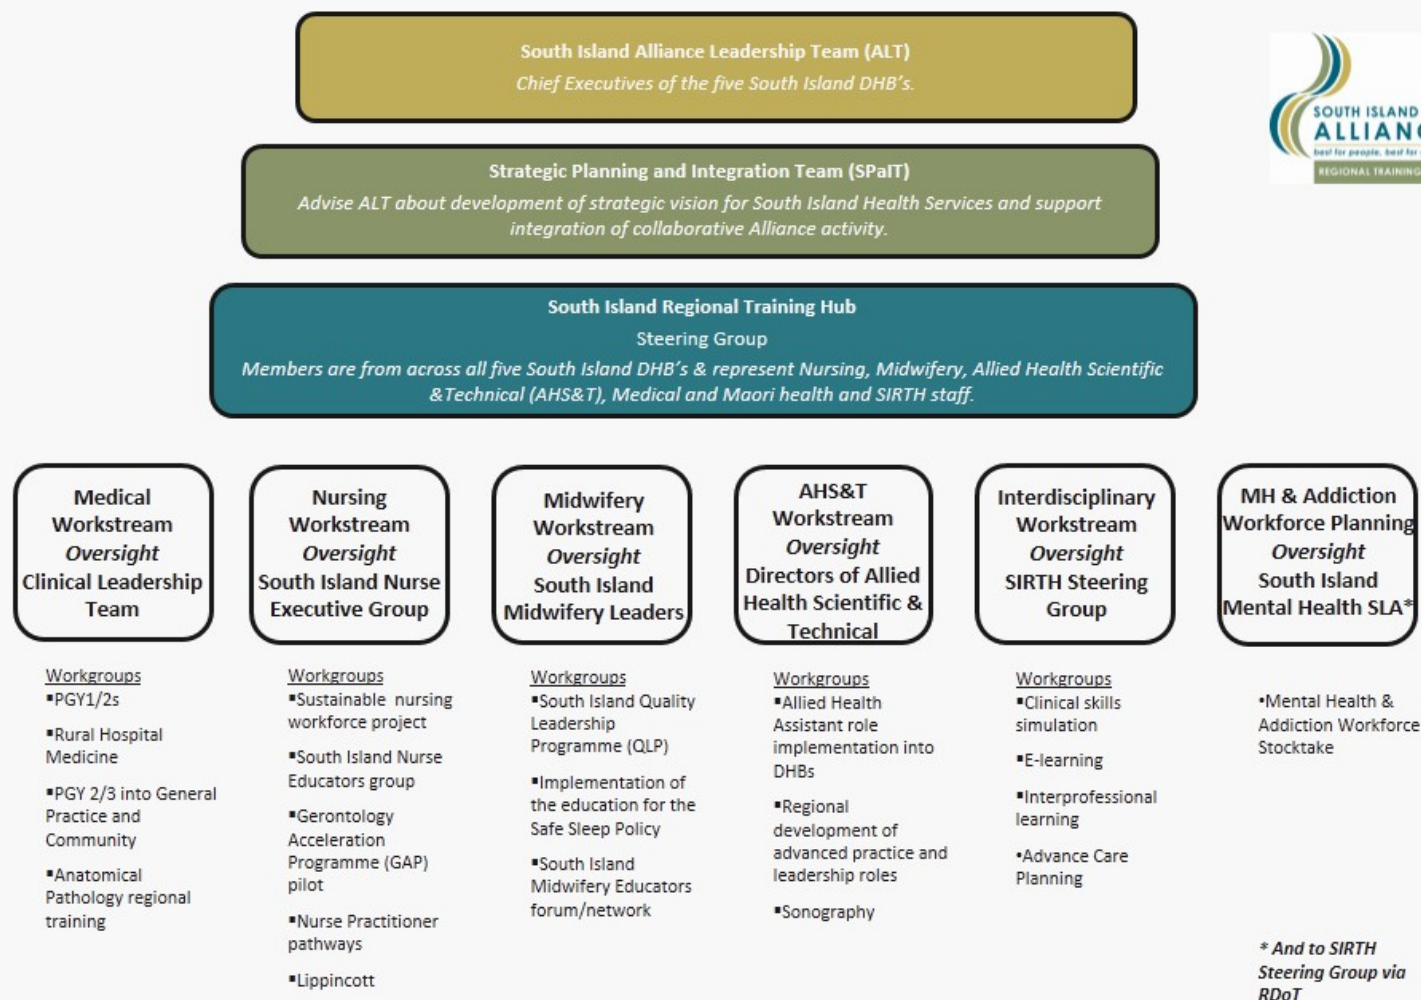 South Island Alliance Leadership Team (ALT)
Chief Executives of the five South Island DHB's.
SOUTH ISLAND
ALLIANC
best for people, best for
REGIONAL TRAINING
Strategic Planning and Integration Team (SPaIT)
Advise ALT about development of strategic vision for South Island Health Services and support
integration of collaborative Alliance activity.
South Island Regional Training Hub
Steering Group
Members are from across all five South Island DHB's & represent Nursing, Midwifery, Allied Health Scientific
&Technical (AHS&T), Medical and Maori health and SIRTH staff.
Medical
Workstream
Oversight
Clinical Leadership
Team
Workgroups
▪PGY1/2s
▪Rural Hospital
Medicine
▪PGY 2/3 into General
Practice and
Community
▪Anatomical
Pathology regional
training
Nursing
Workstream
Oversight
South Island Nurse
Executive Group
Workgroups
▪Sustainable nursing
workforce project
▪South Island Nurse
Educators group
▪Gerontology
Acceleration
Programme (GAP)
pilot
▪Nurse Practitioner
pathways
▪Lippincott
Midwifery
Workstream
Oversight
South Island
Midwifery Leaders
Workgroups
▪South Island Quality
Leadership
Programme (QLP)
▪Implementation of
the education for the
Safe Sleep Policy
▪South Island
Midwifery Educators
forum/network
AHS&T
Workstream
Oversight
Directors of Allied
Health Scientific &
Technical
Workgroups
▪Allied Health
Assistant role
implementation into
DHBs
▪Regional
development of
advanced practice and
leadership roles
▪Sonography
Interdisciplinary
Workstream
Oversight
SIRTH Steering
Group
Workgroups
▪Clinical skills
simulation
▪E-learning
▪Interprofessional
learning
•Advance Care
Planning
MH & Addiction
Workforce Planning
Oversight
South Island
Mental Health SLA*
•Mental Health &
Addiction Workforce
Stocktake
* And to SIRTH
Steering Group via
RDoT